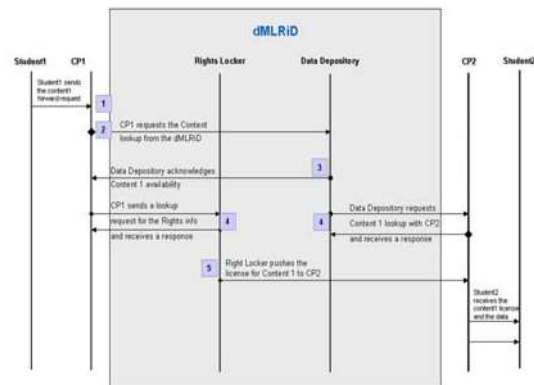 dMLRiD
Student1
CP1
Rights Locker
Data Depository
CP2
Student2
Student1 sends
the content1
forward request
1
2
CP1 requests the Content
lookup from the dMLRiD
3
Data Depository acknowledges
Content 1 availability
CP1 sends a lookup
request for the Rights info
and receives a response
4
4
Data Depository requests
Content 1 lookup with CP2
and receives a response
5
Right Locker pushes the
license for Content 1 to CP2
Student2
receives the
content1 license
and the data